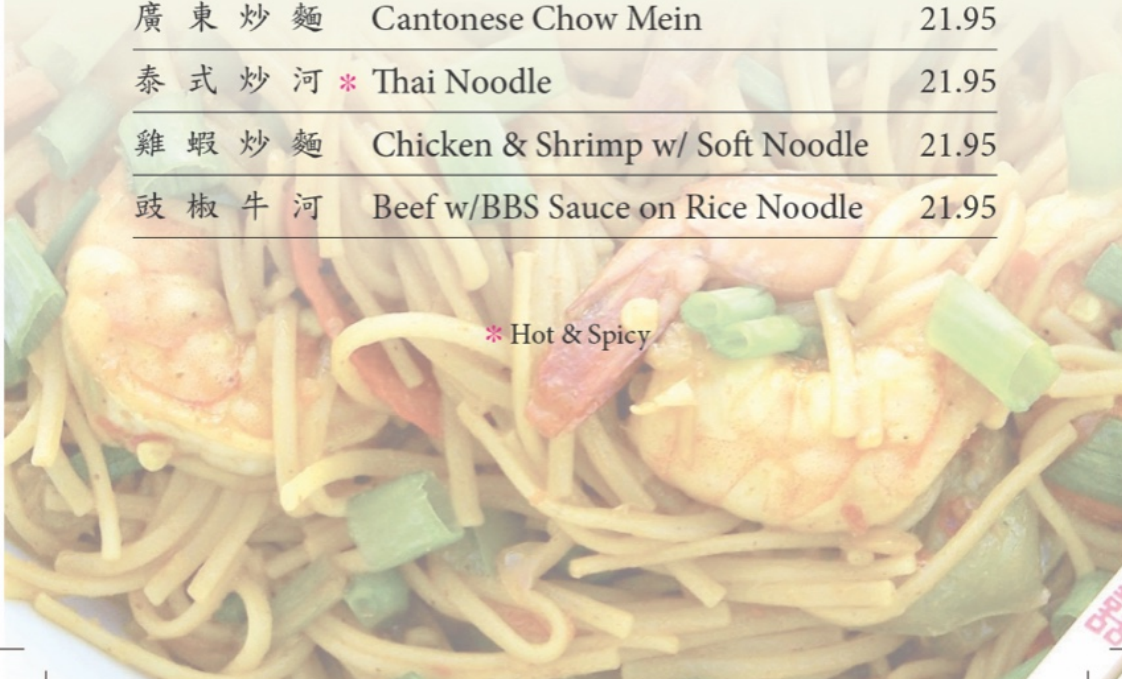 廣東炒麵 Cantonese Chow Mein 21.95
泰式炒河 * Thai Noodle 21.95
雞蝦炒麵 Chicken & Shrimp w/ Soft Noodle 21.95
豉椒牛河 Beef w/BBS Sauce on Rice Noodle 21.95
* Hot & Spicy